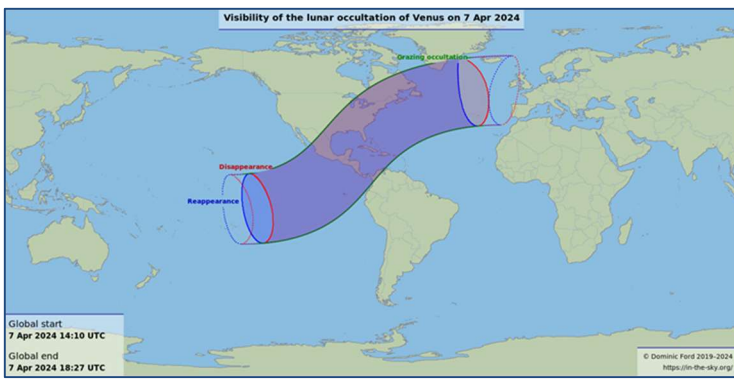 Visibility of the lunar occultation of Venus on 7 Apr 2024
Grazing occultation
Disappearance
Reappearance
Global start
7 Apr 2024 14:10 UTC
Global end
7 Apr 2024 18:27 UTC
© Dominic Ford 2019–2024
https://in-the-sky.org/